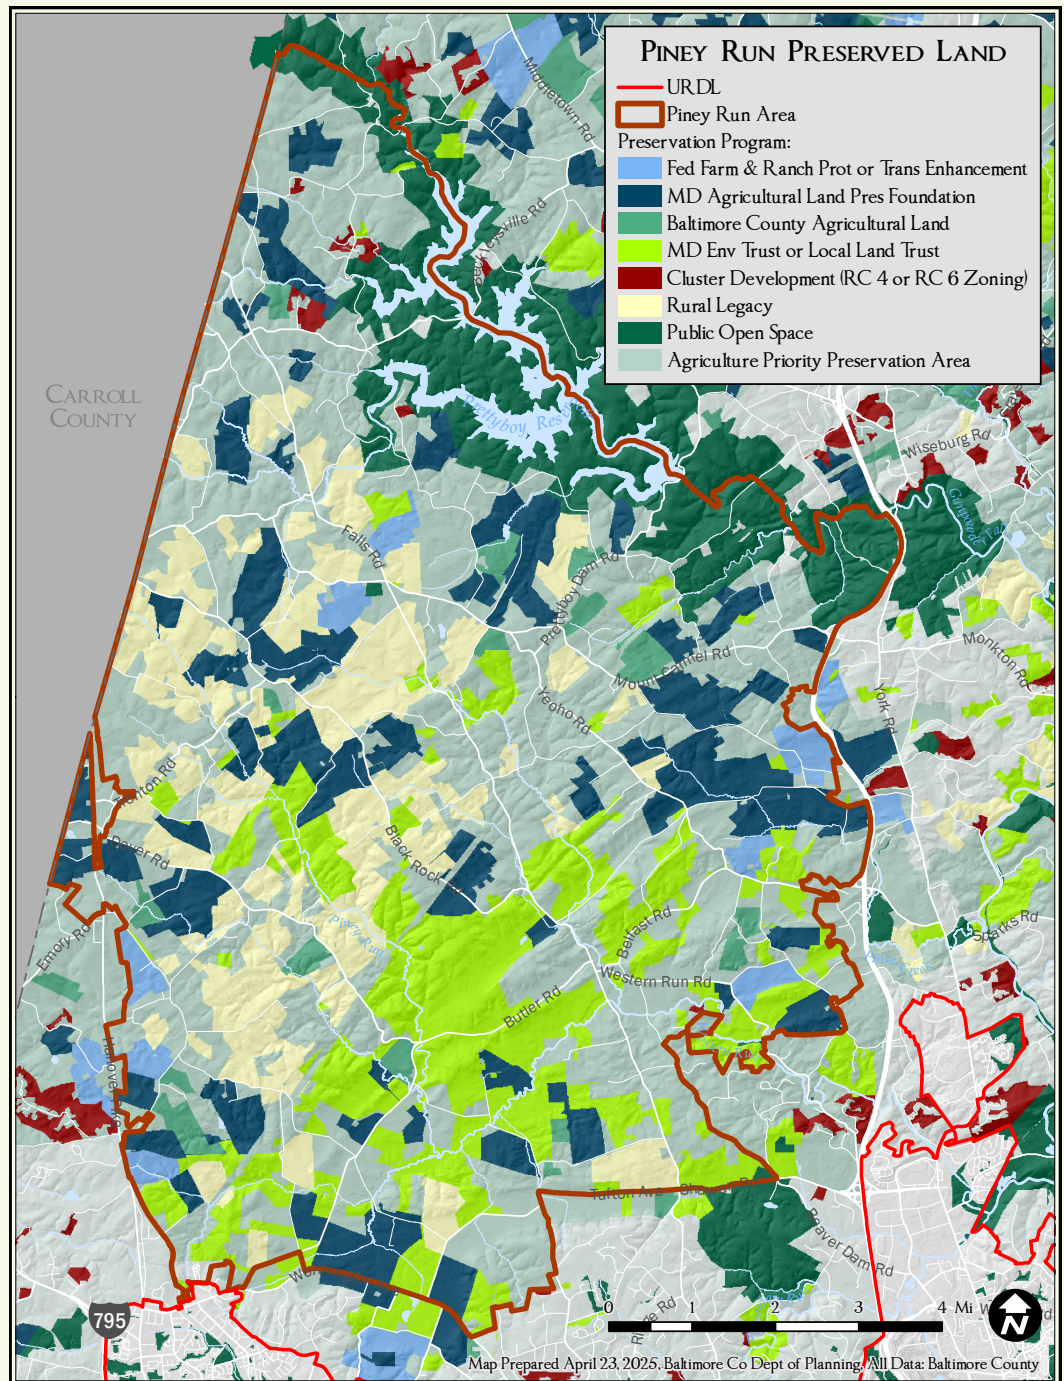 PINEY RUN PRESERVED LAND
URDL
Piney Run Area
Preservation Program:
Fed Farm & Ranch Prot or Trans Enhancement
MD Agricultural Land Pres Foundation
Baltimore County Agricultural Land
MD Env Trust or Local Land Trust
Cluster Development (RC 4 or RC 6 Zoning)
Rural Legacy
Public Open Space
Agriculture Priority Preservation Area
Middletown Rd
CARROLL
COUNTY
Prettyboy
Wiseburg Rd
Gunpowder
Falls Rd
Prettyboy Dam Rd
Mount Carmel Rd
Monkton Rd
Yeoho Rd
York Rd
Dover Rd
Black Rock
Piney Run
Belfast Rd
Emory Rd
Sparks Rd
Western Run Rd
Butler Rd
Tufton Ave
Beaver Dam Rd
795
0 1 2 3 4 Mi
N
Map Prepared April 23, 2025, Baltimore Co Dept of Planning, All Data: Baltimore County